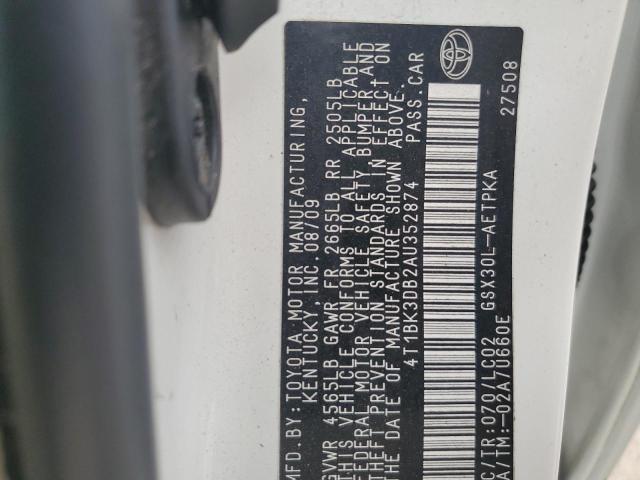 MFD.BY:TOYOTA MOTOR MANUFACTURING,
KENTUCKY, INC. 08/09
GVWR 4565LB GAWR FR 2665LB RR 2505LB
THIS VEHICLE CONFORMS TO ALL APPLICABLE
FEDERAL MOTOR VEHICLE SAFETY, BUMPER AND
THEFT PREVENTION STANDARDS IN EFFECT ON
THE DATE OF MANUFACTURE SHOWN ABOVE.
4T1BK3DB2AU352874 PASS.CAR
C/TR:070/LC02 GSX30L-AETPKA
A/TM:-02A/U660E
27508